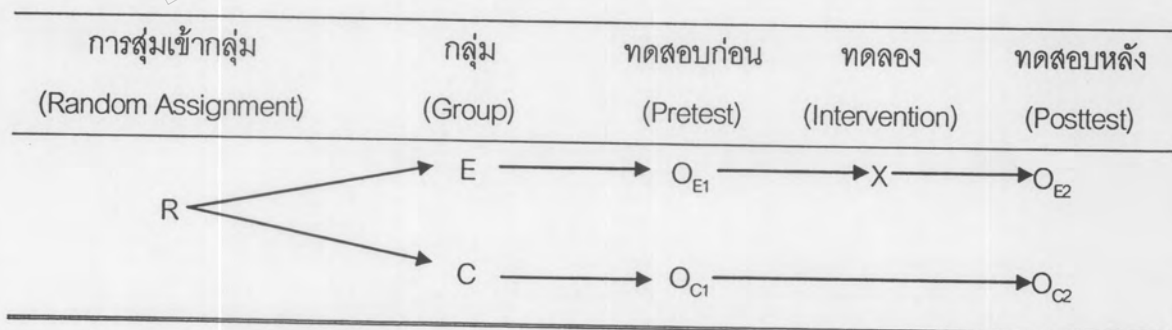 การสุ่มเข้ากลุ่ม กลุ่ม ทดสอบก่อน ทดลอง ทดสอบหลัง
(Random Assignment) (Group) (Pretest) (Intervention) (Posttest)
E O_E1 X O_E2
R
C O_C1 O_C2